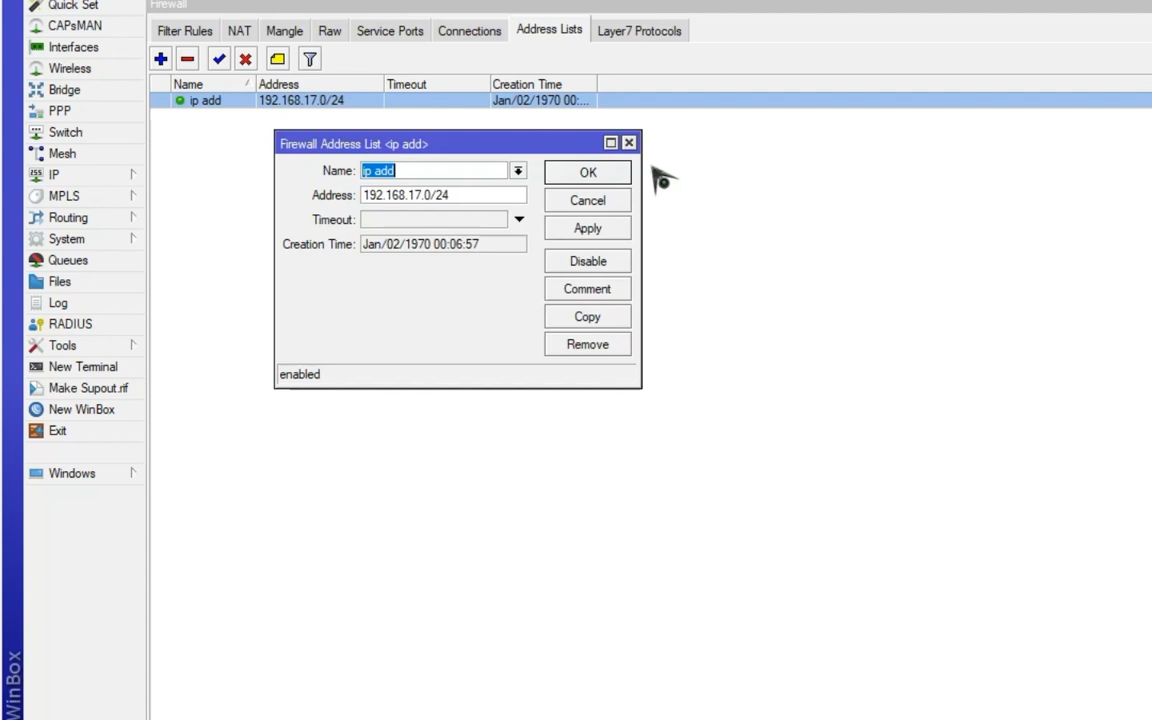 Firewall
Quick Set
CAPsMAN
Interfaces
Wireless
Bridge
PPP
Switch
Mesh
255 IP
MPLS
Routing
System
Queues
Files
Log
RADIUS
Tools
New Terminal
Make Supout.rif
New WinBox
Exit
Windows
WinBox
Filter Rules NAT Mangle Raw Service Ports Connections Address Lists Layer7 Protocols
Name Address Timeout Creation Time
ip add 192.168.17.0/24 Jan/02/1970 00:...
Firewall Address List <ip add>
Name: ip add
Address: 192.168.17.0/24
Timeout:
Creation Time: Jan/02/1970 00:06:57
OK
Cancel
Apply
Disable
Comment
Copy
Remove
enabled